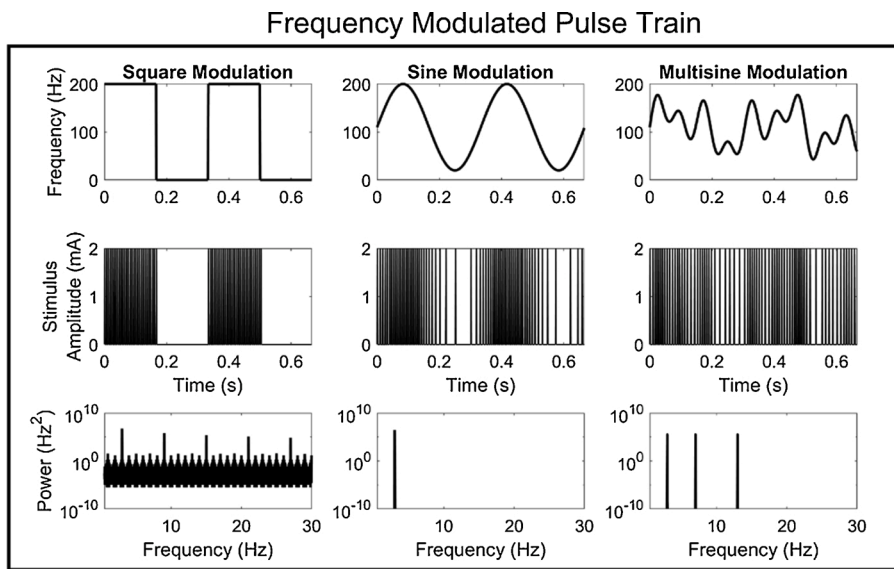 Frequency Modulated Pulse Train
Square Modulation
Sine Modulation
Multisine Modulation
Frequency (Hz)
200
100
0
0 0.2 0.4 0.6
200
100
0
0 0.2 0.4 0.6
200
100
0
0 0.2 0.4 0.6
Stimulus
Amplitude (mA)
2
1
0
0 0.2 0.4 0.6
Time (s)
2
1
0
0 0.2 0.4 0.6
Time (s)
2
1
0
0 0.2 0.4 0.6
Time (s)
Power (Hz²)
10¹⁰
10⁰
10⁻¹⁰
10 20 30
Frequency (Hz)
10¹⁰
10⁰
10⁻¹⁰
10 20 30
Frequency (Hz)
10¹⁰
10⁰
10⁻¹⁰
10 20 30
Frequency (Hz)